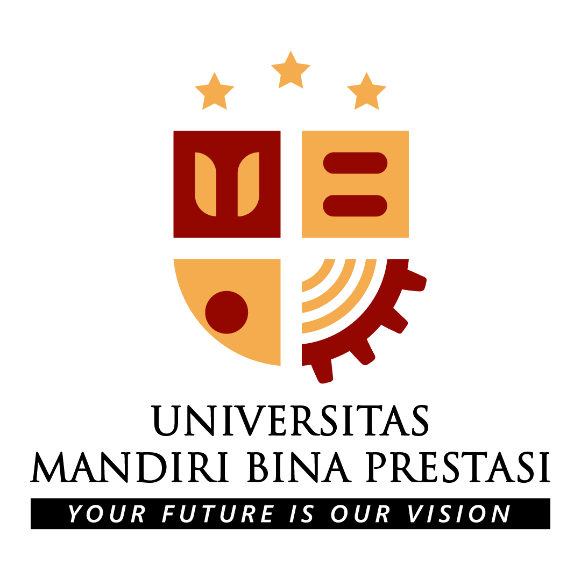 UNIVERSITAS
MANDIRI BINA PRESTASI
YOUR FUTURE IS OUR VISION